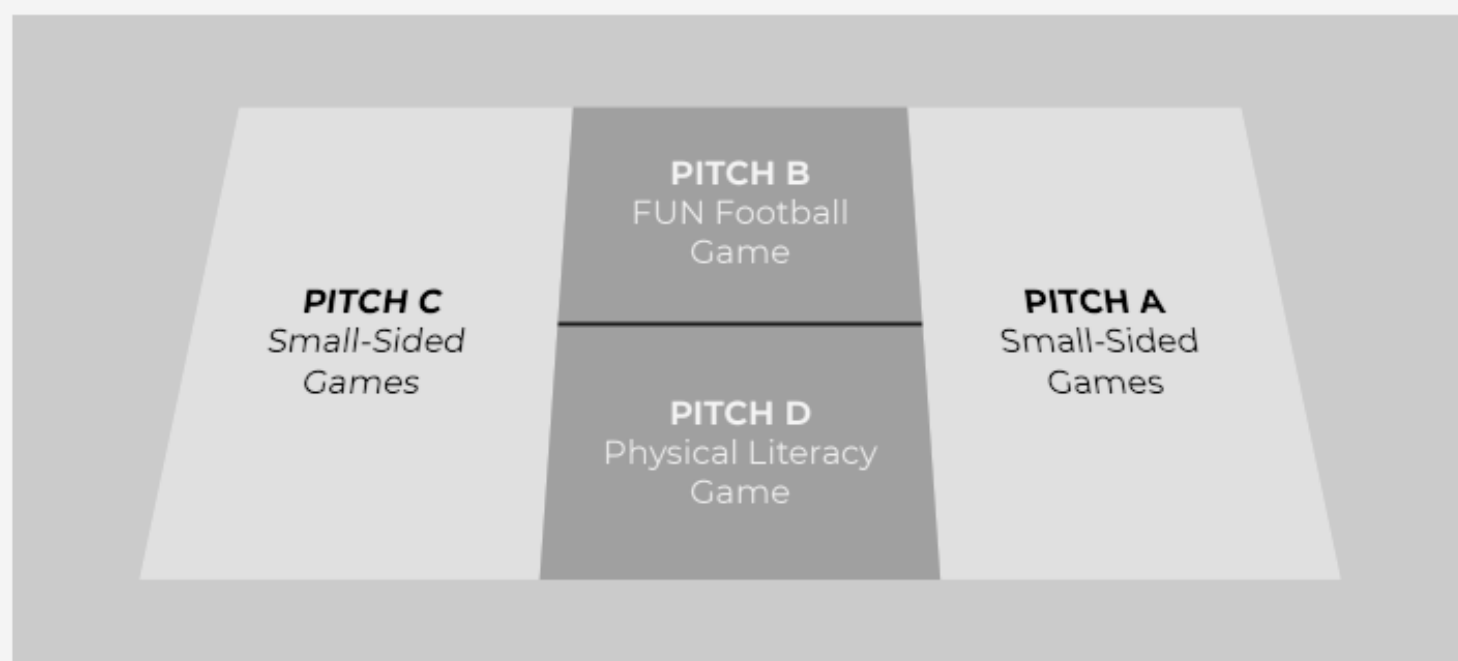 PITCH B
FUN Football
Game
PITCH C
Small-Sided
Games
PITCH A
Small-Sided
Games
PITCH D
Physical Literacy
Game